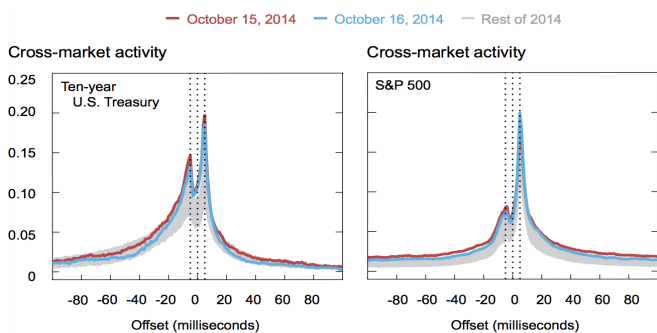 October 15, 2014 October 16, 2014 Rest of 2014
Cross-market activity Cross-market activity
0.25
Ten-year
U.S. Treasury
S&P 500
0.20
0.15
0.10
0.05
0
-80 -60 -40 -20 0 20 40 60 80
-80 -60 -40 -20 0 20 40 60 80
Offset (milliseconds) Offset (milliseconds)